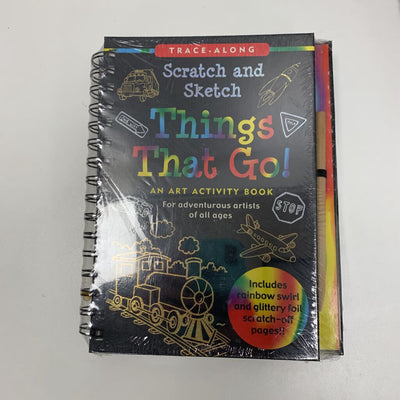 TRACE-ALONG
Scratch and
Sketch
Things
That Go!
AN ART ACTIVITY BOOK
For adventurous artists
of all ages
STOP
Includes
rainbow swirl
and glittery foil
scratch-off
pages!!